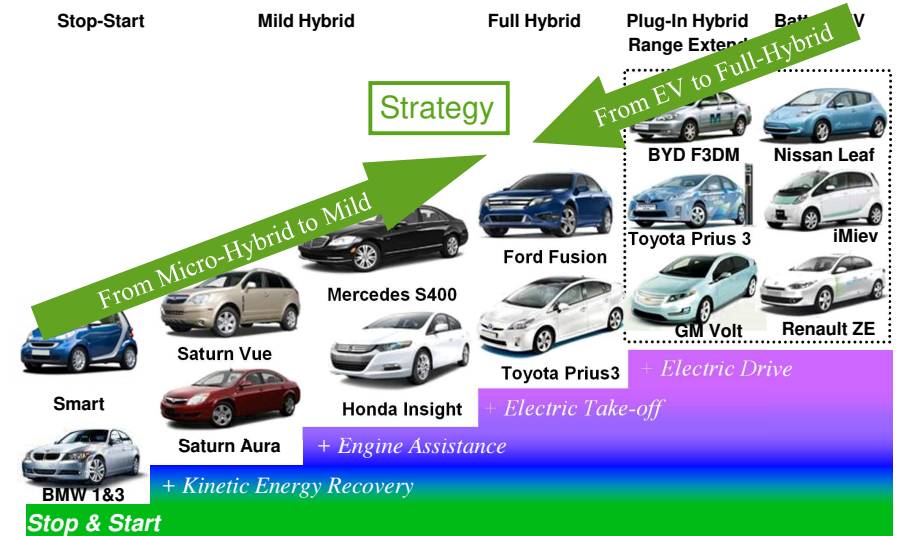 Stop-Start
Mild Hybrid
Full Hybrid
Plug-In Hybrid
Range Extend
V
Strategy
From EV to Full-Hybrid
From Micro-Hybrid to Mild
M
BYD F3DM
Nissan Leaf
Toyota Prius 3
iMiev
GM Volt
Renault ZE
Ford Fusion
Toyota Prius3
Mercedes S400
Honda Insight
Saturn Vue
Saturn Aura
Smart
BMW 1&3
+ Electric Drive
+ Electric Take-off
+ Engine Assistance
+ Kinetic Energy Recovery
Stop & Start